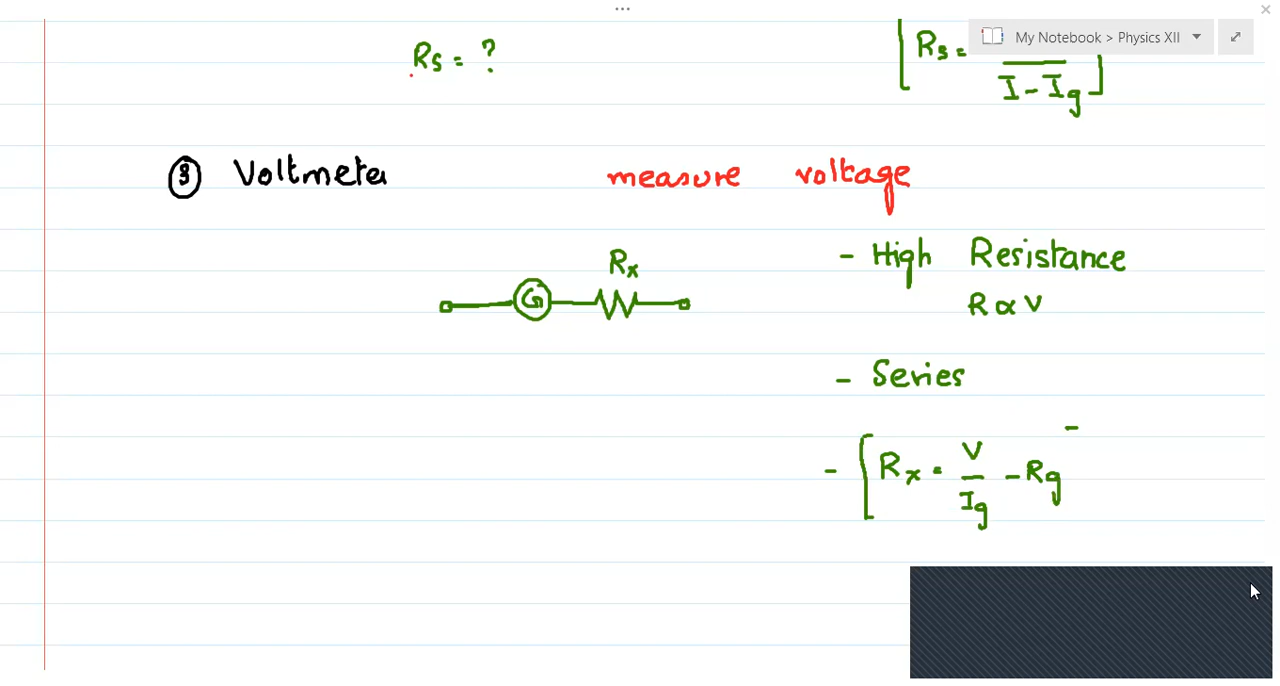 ...
My Notebook > Physics XII
Rs = ?
[Rs =
I - Ig]
③ Voltmeter measure voltage
- High Resistance
Rx
G
R ∝ V
- Series
- [Rx = V/Ig - Rg